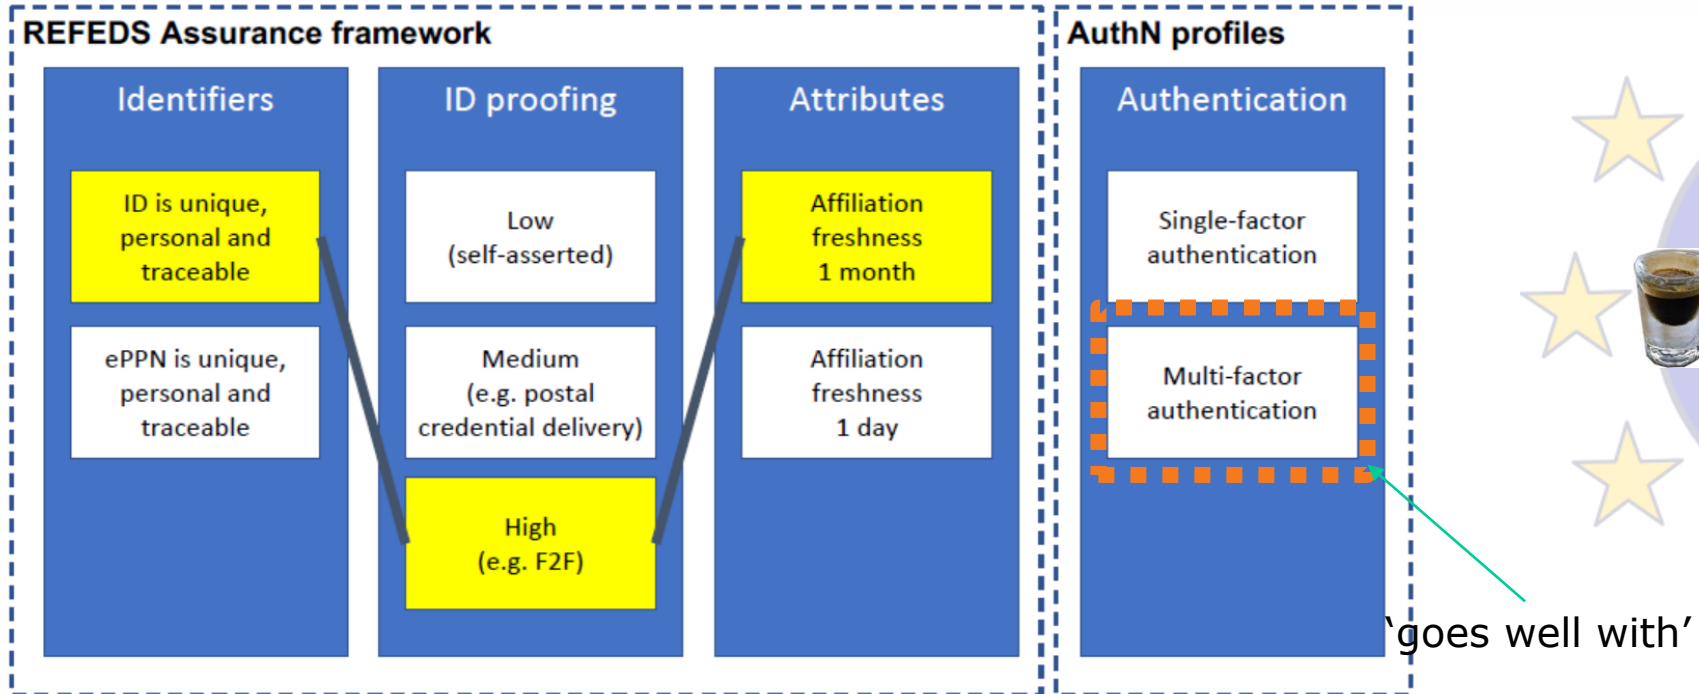 REFEDS Assurance framework
AuthN profiles
Identifiers
ID is unique,
personal and
traceable
ePPN is unique,
personal and
traceable
ID proofing
Low
(self-asserted)
Medium
(e.g. postal
credential delivery)
High
(e.g. F2F)
Attributes
Affiliation
freshness
1 month
Affiliation
freshness
1 day
Authentication
Single-factor
authentication
Multi-factor
authentication
‘goes well with’